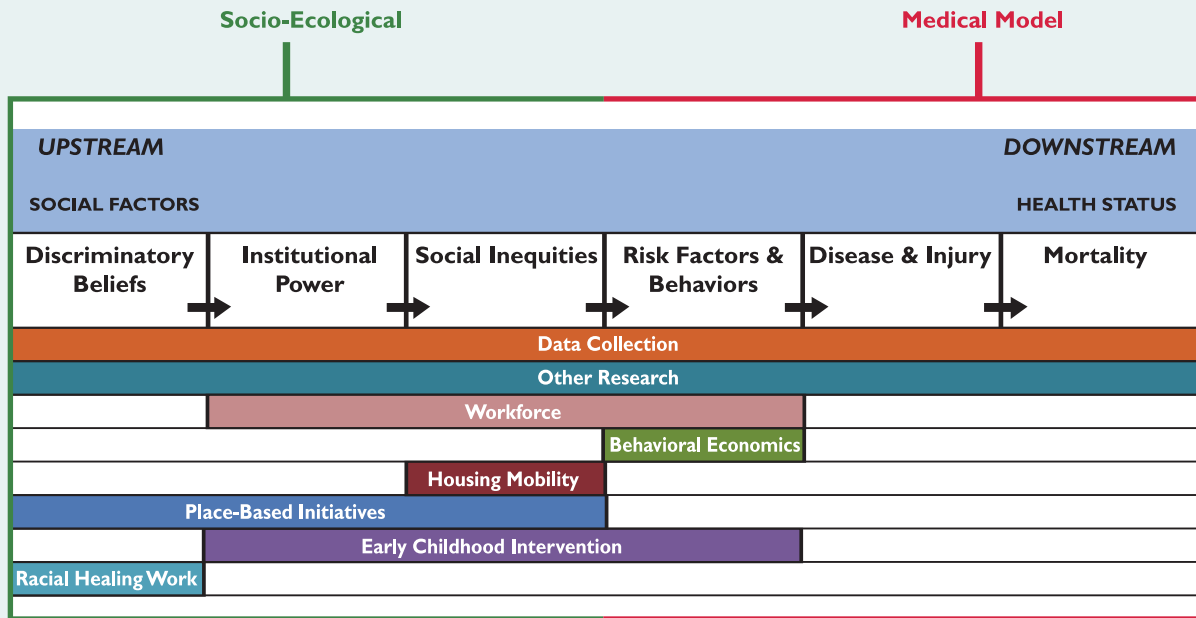 Socio-Ecological
Medical Model
UPSTREAM
DOWNSTREAM
SOCIAL FACTORS
HEALTH STATUS
Discriminatory
Beliefs
Institutional
Power
Social Inequities
Risk Factors &
Behaviors
Disease & Injury
Mortality
Data Collection
Other Research
Workforce
Behavioral Economics
Housing Mobility
Place-Based Initiatives
Early Childhood Intervention
Racial Healing Work